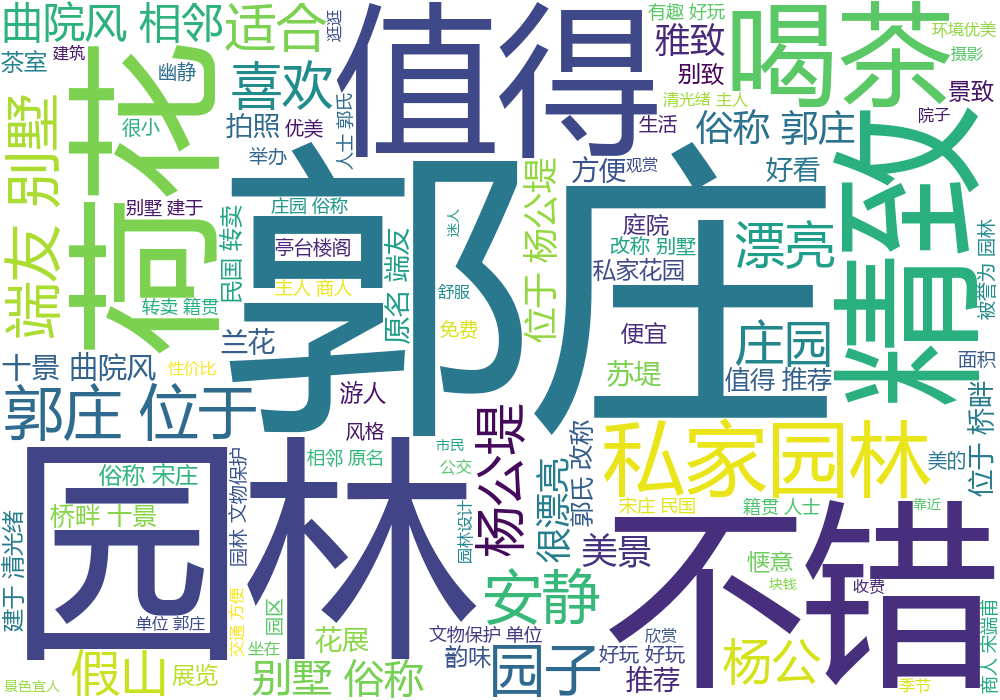 曲院风 相邻
适合
逛逛
值得
有趣 好玩
喝茶
环境优美
雅致
摄影
茶室
建筑
幽静
喜欢
别致
景致
清光绪 主人
院子
荷花
很小
拍照
优美
人士 郭氏
生活
俗称 郭庄
精致
端友 别墅
举办
方便
观赏
好看
别墅 建于
庄园 俗称
杨公堤
位于
郭庄
庭院
漂亮
民国 转卖
亭台楼阁
原名 端友
迷人
改称 别墅
私家花园
被誉为 园林
转卖 籍贯
主人 商人
舒服
兰花
免费
便宜
庄园
十景 曲院风
性价比
游人
苏堤
值得 推荐
面积
郭庄 位于
风格
杨公堤
私家园林
位于 桥畔
市民
美的
俗称 宋庄
园林 文物保护
相邻 原名
公交
很漂亮
郭氏 改称
园林
桥畔 十景
宋庄 民国
籍贯 人士
靠近
建于 清光绪
园林设计
美景
不错
惬意
块钱
收费
安静
单位 郭庄
交通 方便
园区
坐在
花展
文物保护 单位
欣赏
商人 宋端甫
假山
展览
别墅 俗称
韵味
园子
好玩 好玩
推荐
杨公
景色宜人
季节